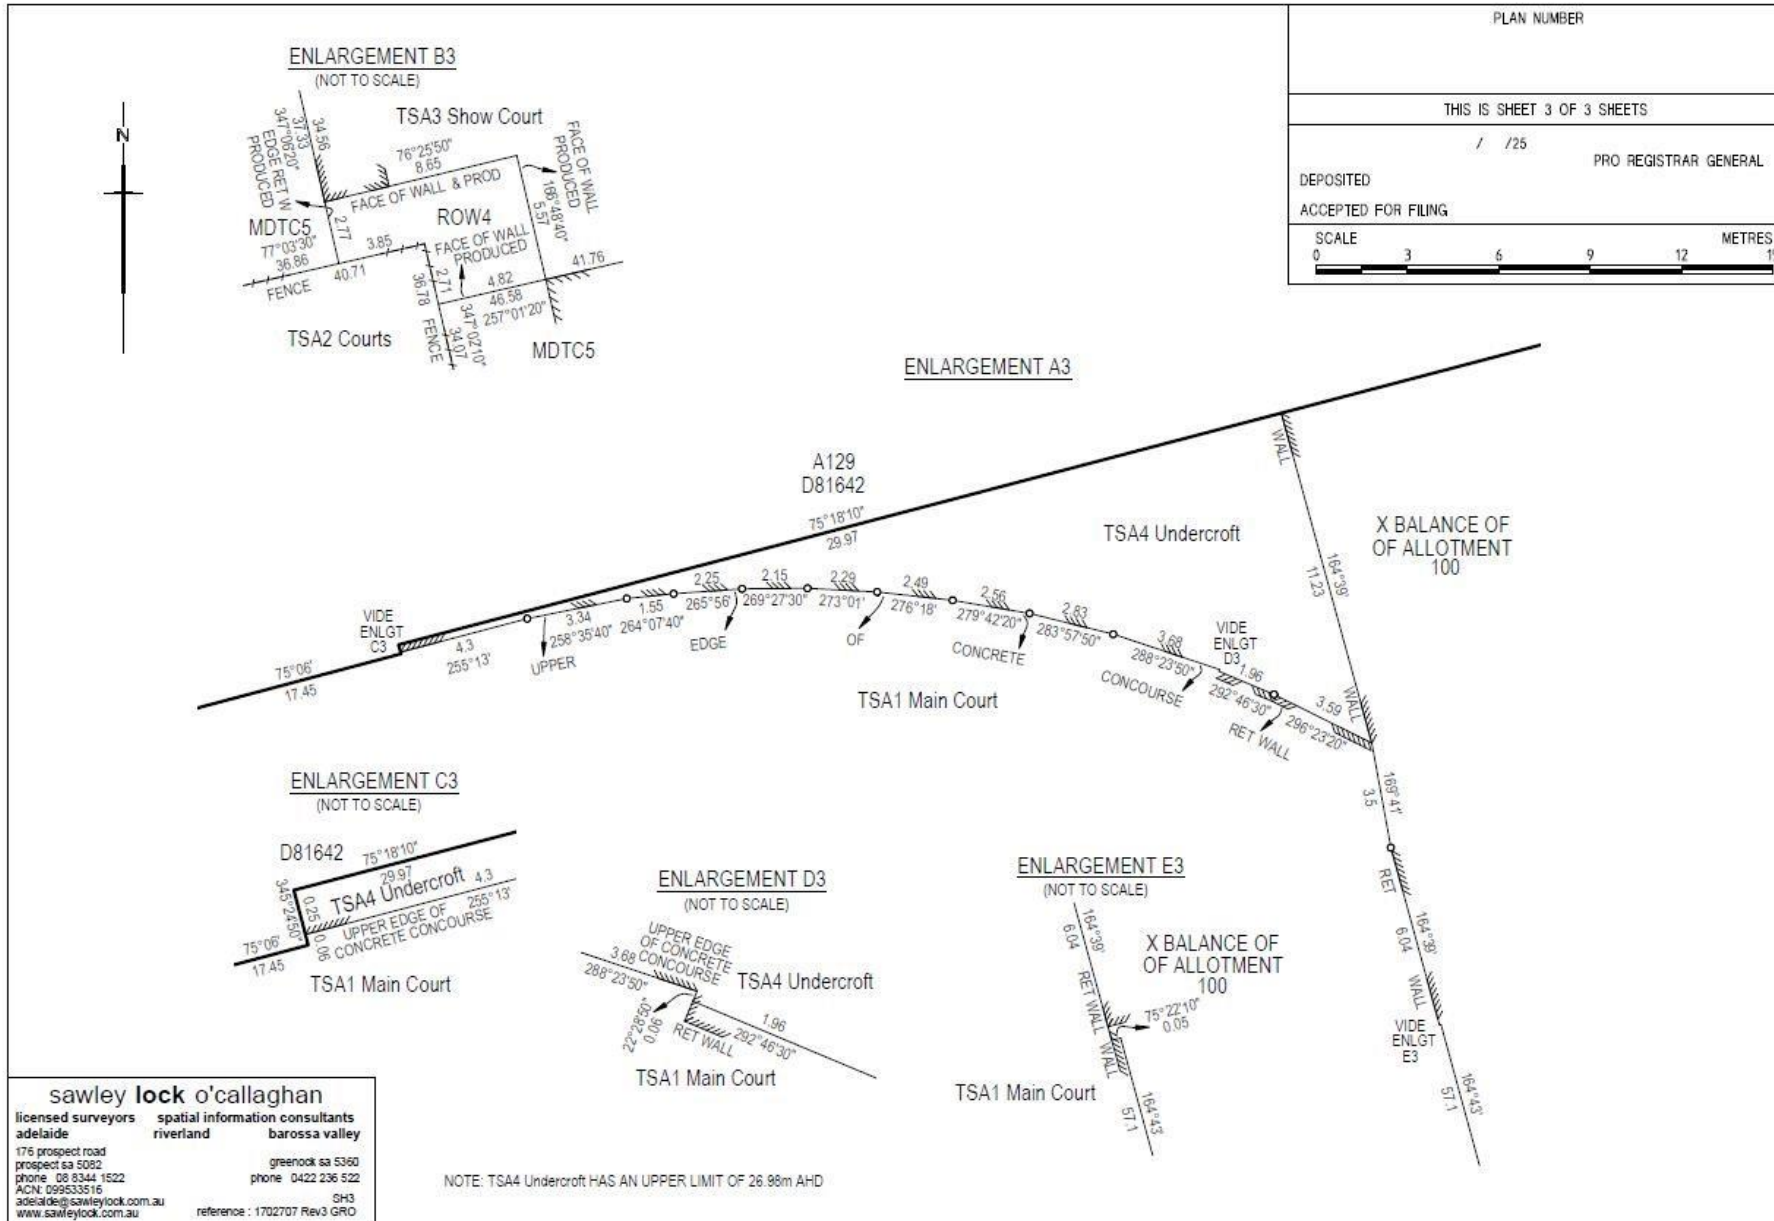 PLAN NUMBER
THIS IS SHEET 3 OF 3 SHEETS
/ /25
PRO REGISTRAR GENERAL
DEPOSITED
ACCEPTED FOR FILING
SCALE METRES
0 3 6 9 12
N
ENLARGEMENT B3
(NOT TO SCALE)
TSA3 Show Court
34.56
37.33
347°06'20"
EDGE RET W
PRODUCED
76°25'50"
8.65
FACE OF WALL & PROD
FACE OF WALL
PRODUCED
166°48'40"
5.57
ROW4
MDTC5
2.77
77°03'30"
36.86
3.85
40.71
FENCE
FACE OF WALL
PRODUCED
2.71
36.78
34.07
FENCE
347°02'10"
4.82
46.58
257°01'20"
41.76
TSA2 Courts
MDTC5
ENLARGEMENT A3
A129
D81642
75°18'10"
29.97
TSA4 Undercroft
WALL
164°39'
11.23
WALL
X BALANCE OF
OF ALLOTMENT
100
VIDE
ENLGT
C3
75°06'
17.45
4.3
255°13'
UPPER
3.34
258°35'40"
1.55
264°07'40"
2.25
265°56'
EDGE
2.15
269°27'30"
2.29
273°01'
OF
2.49
276°18'
2.56
279°42'20"
CONCRETE
2.83
283°57'50"
3.68
288°23'50"
CONCOURSE
VIDE
ENLGT
D3
1.96
292°46'30"
RET WALL
3.59
296°23'20"
TSA1 Main Court
169°41'
3.5
RET
164°39'
6.04
WALL
VIDE
ENLGT
E3
164°43'
57.1
ENLARGEMENT C3
(NOT TO SCALE)
D81642
75°18'10"
29.97
TSA4 Undercroft
4.3
255°13'
345°24'50"
0.25
0.06
UPPER EDGE OF
CONCRETE CONCOURSE
75°06'
17.45
TSA1 Main Court
ENLARGEMENT D3
(NOT TO SCALE)
UPPER EDGE
OF CONCRETE
CONCOURSE
3.68
288°23'50"
TSA4 Undercroft
22°28'50"
0.06
1.96
292°46'30"
RET WALL
TSA1 Main Court
ENLARGEMENT E3
(NOT TO SCALE)
164°39'
6.04
RET WALL
WALL
X BALANCE OF
OF ALLOTMENT
100
75°22'10"
0.05
TSA1 Main Court
164°43'
57.1
sawley lock o'callaghan
licensed surveyors spatial information consultants
adelaide riverland barossa valley
176 prospect road
prospect sa 5082 greenock sa 5360
phone 08 8344 1522 phone 0422 236 522
ACN: 099533516
adelaide@sawleylock.com.au SH3
www.sawleylock.com.au reference : 1702707 Rev3 GRO
NOTE: TSA4 Undercroft HAS AN UPPER LIMIT OF 26.98m AHD